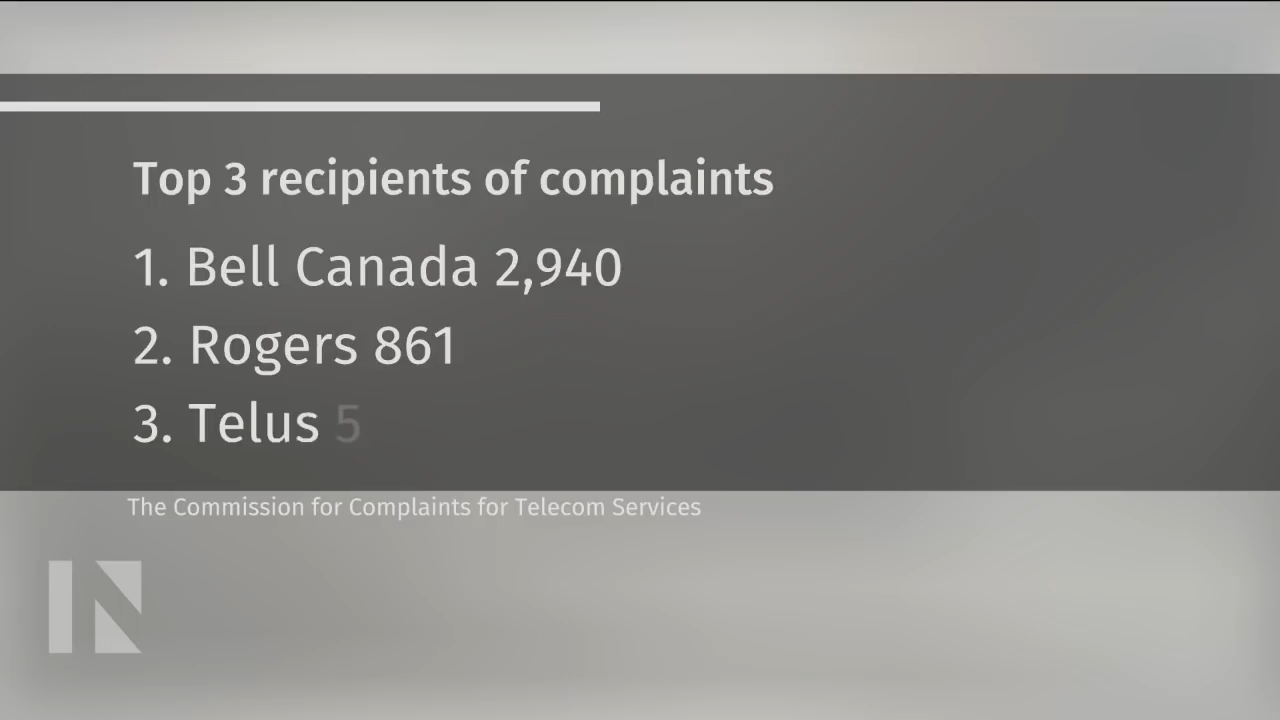 Top 3 recipients of complaints
1. Bell Canada 2,940
2. Rogers 861
3. Telus 5
The Commission for Complaints for Telecom Services
IN